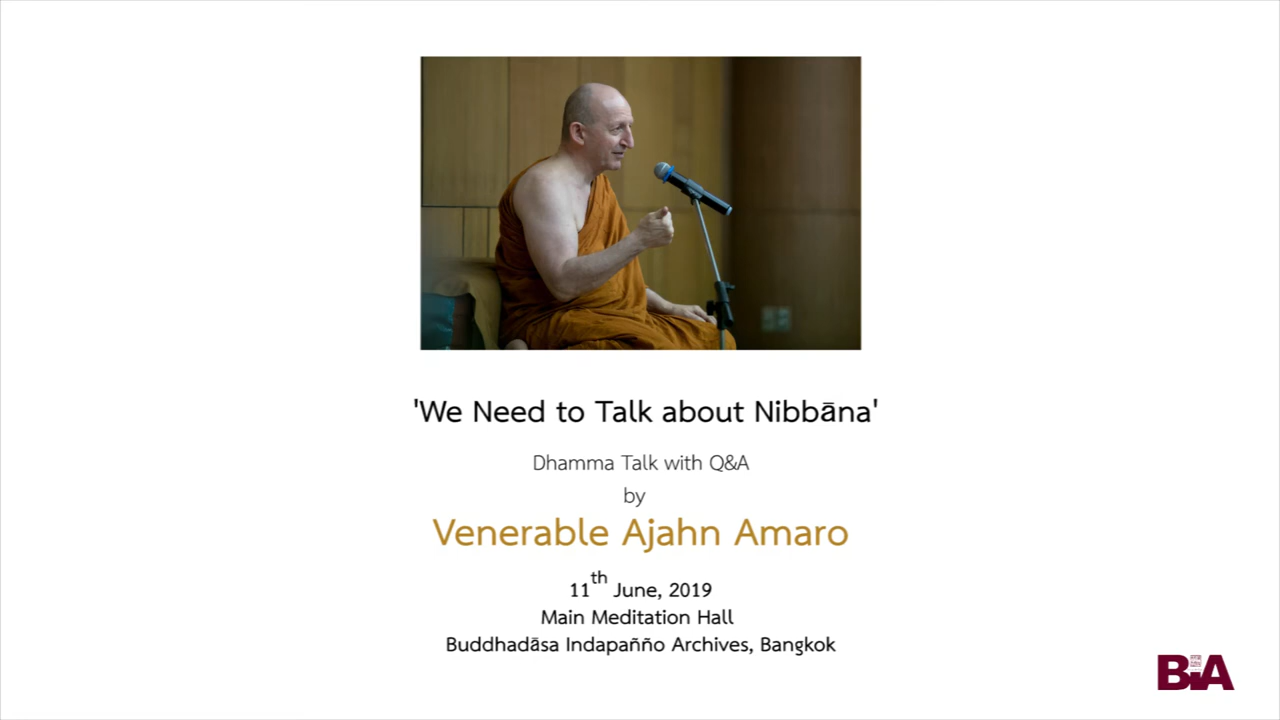 'We Need to Talk about Nibbāna'
Dhamma Talk with Q&A
by
Venerable Ajahn Amaro
11th June, 2019
Main Meditation Hall
Buddhadāsa Indapañño Archives, Bangkok
BiA